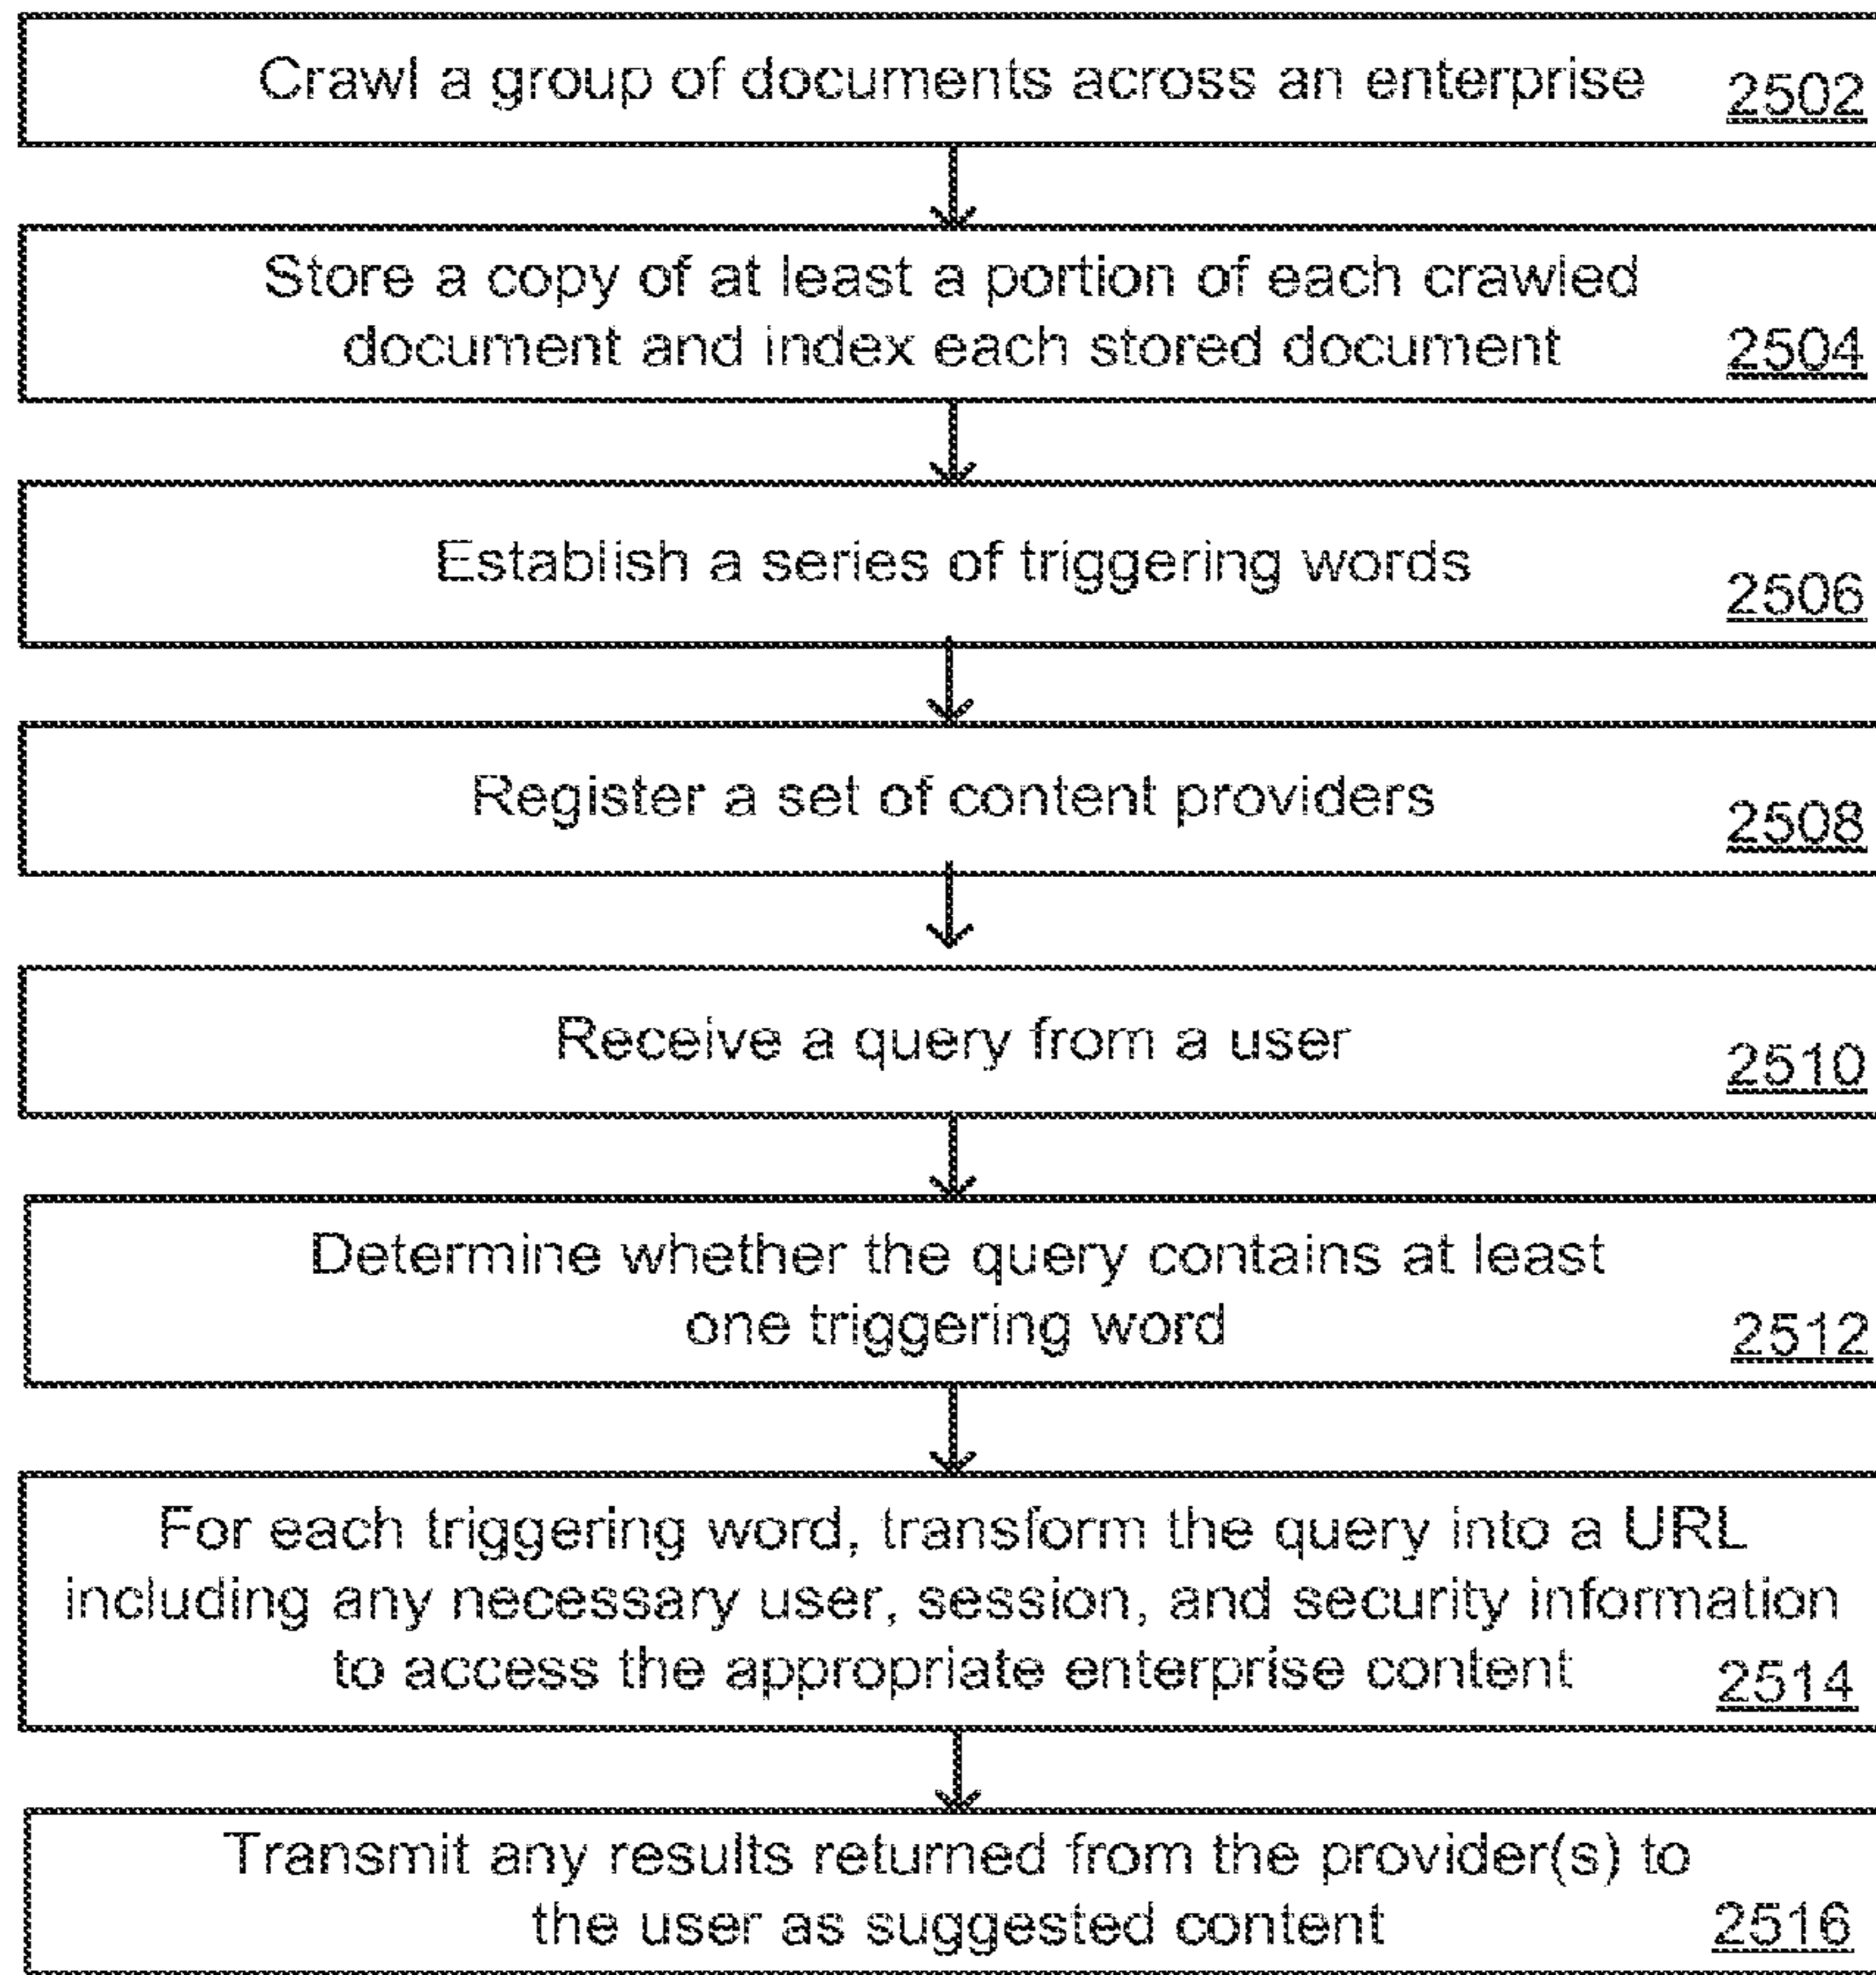 Crawl a group of documents across an enterprise
2502
Store a copy of at least a portion of each crawled
document and index each stored document
2504
Establish a series of triggering words
2506
Register a set of content providers
2508
Receive a query from a user
2510
Determine whether the query contains at least
one triggering word
2512
For each triggering word, transform the query into a URL
including any necessary user, session, and security information
to access the appropriate enterprise content
2514
Transmit any results returned from the provider(s) to
the user as suggested content
2516